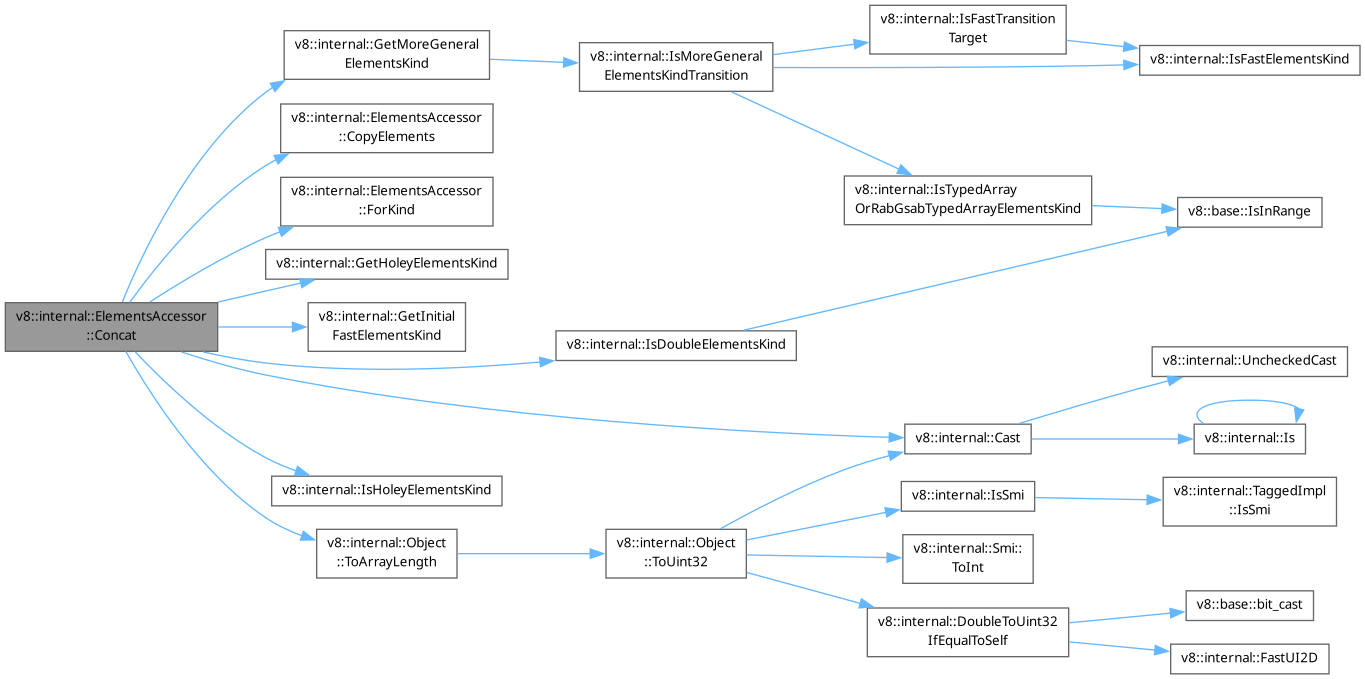 v8::internal::ElementsAccessor
::Concat
v8::internal::GetMoreGeneral
ElementsKind
v8::internal::ElementsAccessor
::CopyElements
v8::internal::ElementsAccessor
::ForKind
v8::internal::GetHoleyElementsKind
v8::internal::GetInitial
FastElementsKind
v8::internal::IsHoleyElementsKind
v8::internal::Object
::ToArrayLength
v8::internal::IsMoreGeneral
ElementsKindTransition
v8::internal::IsDoubleElementsKind
v8::internal::Object
::ToUint32
v8::internal::IsFastTransition
Target
v8::internal::IsTypedArray
OrRabGsabTypedArrayElementsKind
v8::internal::Cast
v8::internal::IsSmi
v8::internal::Smi::
ToInt
v8::internal::DoubleToUint32
IfEqualToSelf
v8::internal::IsFastElementsKind
v8::base::IsInRange
v8::internal::UncheckedCast
v8::internal::Is
v8::internal::TaggedImpl
::IsSmi
v8::base::bit_cast
v8::internal::FastUI2D